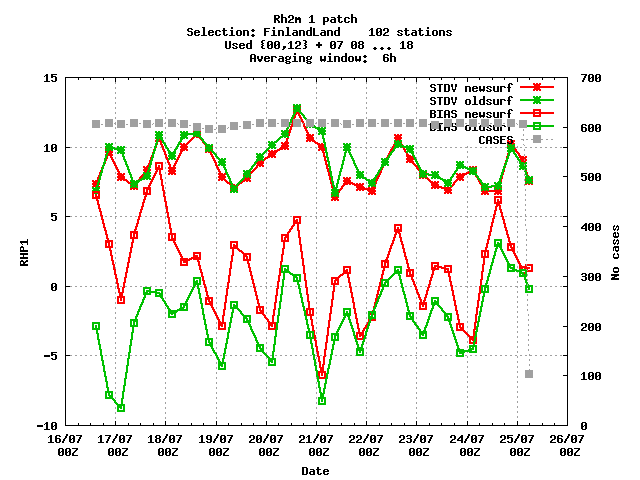 Rh2m 1 patch
Selection: FinlandLand    102 stations
Used {00,12} + 07 08 ... 18
Averaging window:  6h
STDV newsurf
STDV oldsurf
BIAS newsurf
BIAS oldsurf
CASES
15
10
5
0
-5
-10
RHP1
700
600
500
400
300
200
100
0
No cases
16/07 17/07 18/07 19/07 20/07 21/07 22/07 23/07 24/07 25/07 26/07
00Z 00Z 00Z 00Z 00Z 00Z 00Z 00Z 00Z 00Z 00Z
Date